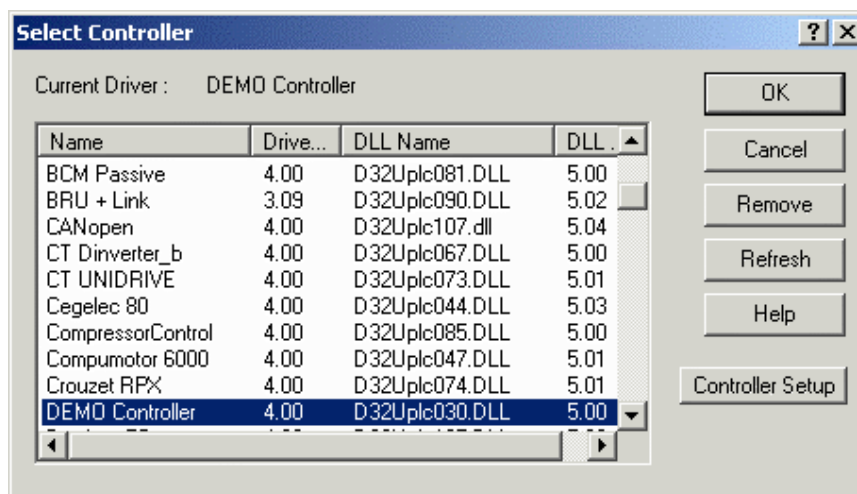 Select Controller
Current Driver : DEMO Controller
OK
Name Drive... DLL Name DLL .
Cancel
BCM Passive 4.00 D32Uplc081.DLL 5.00
BRU + Link 3.09 D32Uplc090.DLL 5.02
Remove
CANopen 4.00 D32Uplc107.dll 5.04
CT Dinverter_b 4.00 D32Uplc067.DLL 5.00
Refresh
CT UNIDRIVE 4.00 D32Uplc073.DLL 5.01
Cegelec 80 4.00 D32Uplc044.DLL 5.03
Help
CompressorControl 4.00 D32Uplc085.DLL 5.00
Compumotor 6000 4.00 D32Uplc047.DLL 5.01
Crouzet RPX 4.00 D32Uplc074.DLL 5.01
Controller Setup
DEMO Controller 4.00 D32Uplc030.DLL 5.00